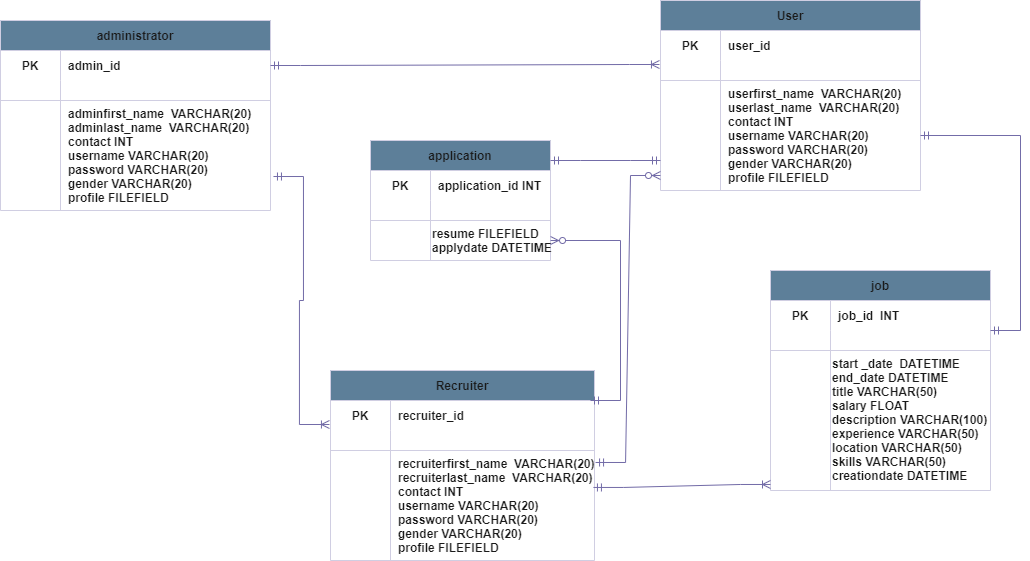 administrator
PK admin_id
adminfirst_name VARCHAR(20)
adminlast_name VARCHAR(20)
contact INT
username VARCHAR(20)
password VARCHAR(20)
gender VARCHAR(20)
profile FILEFIELD
User
PK user_id
userfirst_name VARCHAR(20)
userlast_name VARCHAR(20)
contact INT
username VARCHAR(20)
password VARCHAR(20)
gender VARCHAR(20)
profile FILEFIELD
application
PK application_id INT
resume FILEFIELD
applydate DATETIME
job
PK job_id INT
start _date DATETIME
end_date DATETIME
title VARCHAR(50)
salary FLOAT
description VARCHAR(100)
experience VARCHAR(50)
location VARCHAR(50)
skills VARCHAR(50)
creationdate DATETIME
Recruiter
PK recruiter_id
recruiterfirst_name VARCHAR(20)
recruiterlast_name VARCHAR(20)
contact INT
username VARCHAR(20)
password VARCHAR(20)
gender VARCHAR(20)
profile FILEFIELD